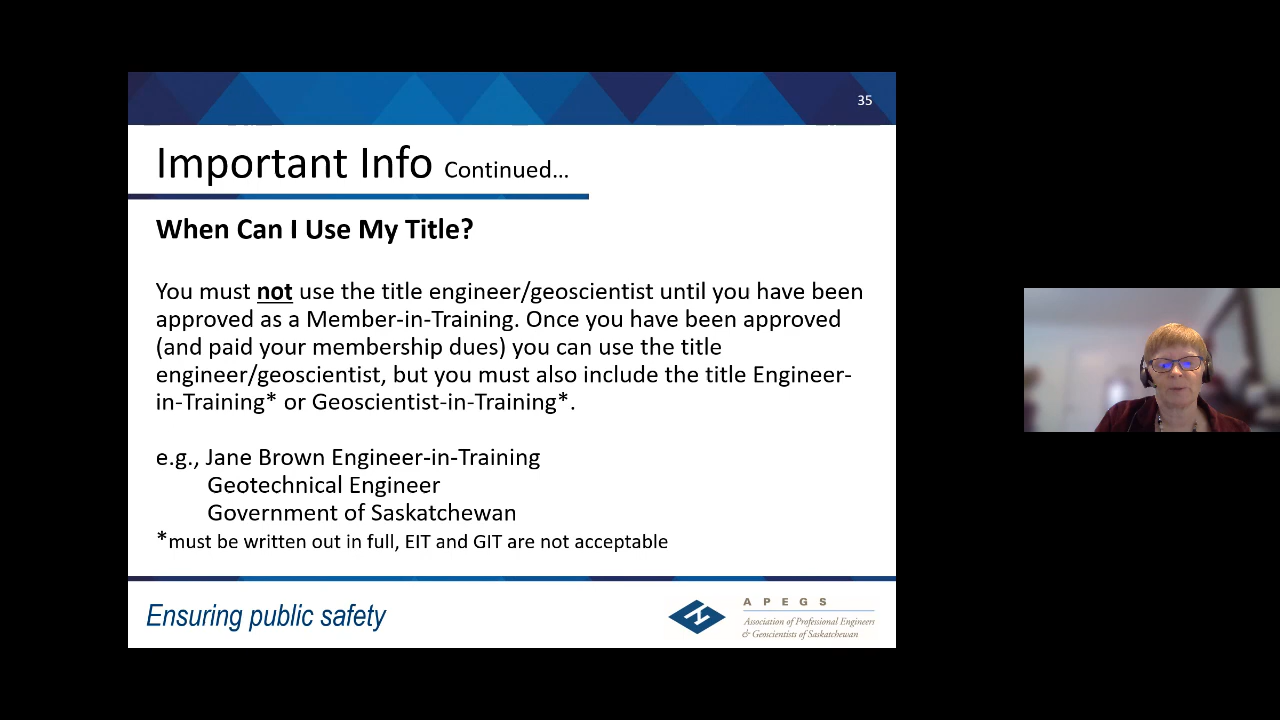 35
Important Info Continued...
When Can I Use My Title?
You must not use the title engineer/geoscientist until you have been
approved as a Member-in-Training. Once you have been approved
(and paid your membership dues) you can use the title
engineer/geoscientist, but you must also include the title Engineer-
in-Training* or Geoscientist-in-Training*.
e.g., Jane Brown Engineer-in-Training
Geotechnical Engineer
Government of Saskatchewan
*must be written out in full, EIT and GIT are not acceptable
Ensuring public safety
APEGS
Association of Professional Engineers
& Geoscientists of Saskatchewan